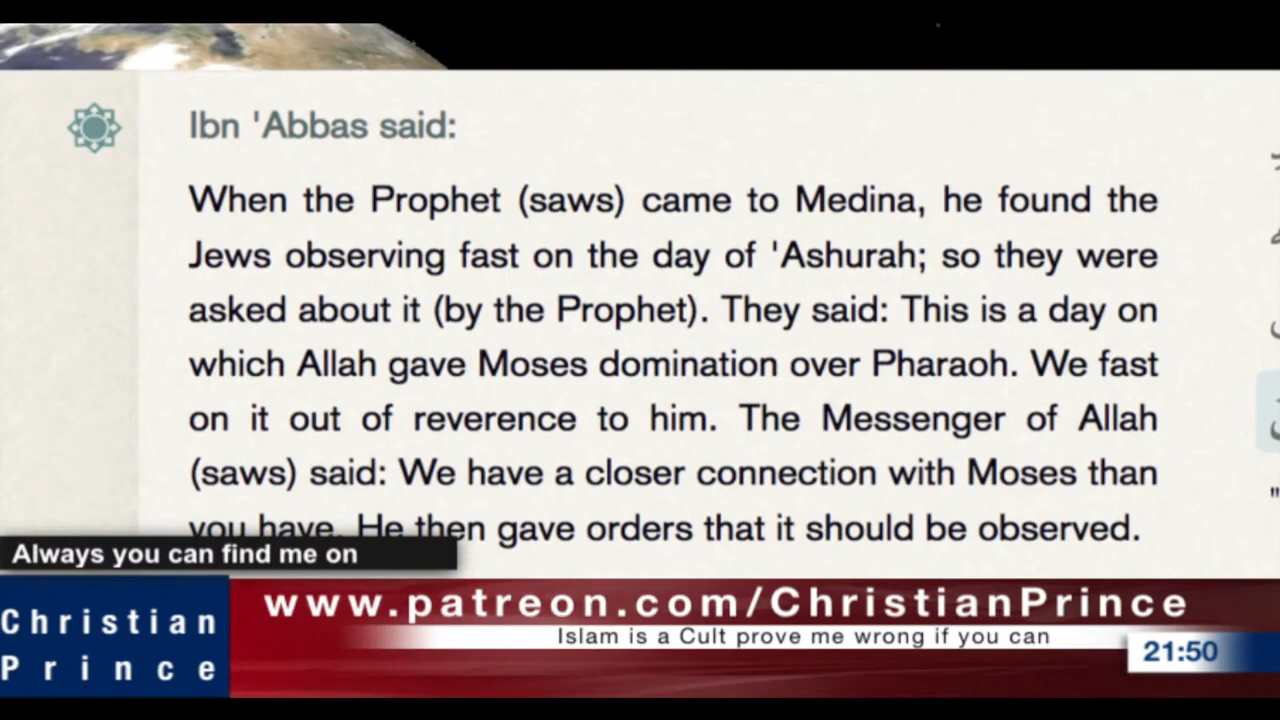 Ibn 'Abbas said:
When the Prophet (saws) came to Medina, he found the
Jews observing fast on the day of 'Ashurah; so they were
asked about it (by the Prophet). They said: This is a day on
which Allah gave Moses domination over Pharaoh. We fast
on it out of reverence to him. The Messenger of Allah
(saws) said: We have a closer connection with Moses than
you have. He then gave orders that it should be observed.
Always you can find me on
www.patreon.com/ChristianPrince
Christian
Prince
Islam is a Cult prove me wrong if you can
21:50